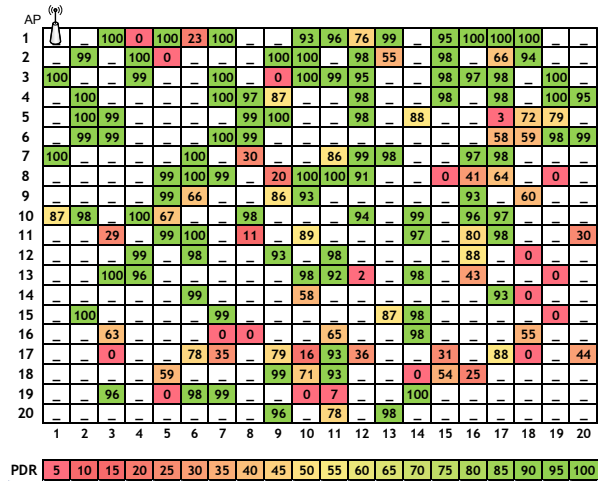 AP
1 _ 100 0 100 23 100 _ _ 93 96 76 99 _ 95 100 100 100 _ _
2 _ 99 _ 100 0 _ _ _ 100 100 _ 98 55 _ 98 _ 66 94 _ _
3 100 _ _ 99 _ _ 100 _ 0 100 99 95 _ _ 98 97 98 _ 100 _
4 _ 100 _ _ _ _ 100 97 87 _ _ 98 _ _ 98 _ 98 _ 100 95
5 _ 100 99 _ _ _ _ 99 100 _ _ 98 _ 88 _ _ 3 72 79 _
6 _ 99 99 _ _ _ 100 99 _ _ _ _ _ _ _ _ 58 59 98 99
7 100 _ _ _ _ 100 _ 30 _ _ 86 99 98 _ _ 97 98 _ _ _
8 _ _ _ _ 99 100 99 _ 20 100 100 91 _ _ 0 41 64 _ 0 _
9 _ _ _ _ 99 66 _ _ 86 93 _ _ _ _ _ 93 _ 60 _ _
10 87 98 _ 100 67 _ _ 98 _ _ _ 94 _ 99 _ 96 97 _ _ _
11 _ _ 29 _ 99 100 _ 11 _ 89 _ _ _ 97 _ 80 98 _ _ 30
12 _ _ _ 99 _ 98 _ _ 93 _ 98 _ _ _ _ 88 _ 0 _ _
13 _ _ 100 96 _ _ _ _ _ 98 92 2 _ 98 _ 43 _ _ 0 _
14 _ _ _ _ _ 99 _ _ _ 58 _ _ _ _ _ _ 93 0 _ _
15 _ 100 _ _ _ _ 99 _ _ _ _ _ 87 98 _ _ _ _ 0 _
16 _ _ 63 _ _ _ 0 0 _ _ 65 _ _ 98 _ _ _ 55 _ _
17 _ _ 0 _ _ 78 35 _ 79 16 93 36 _ _ 31 _ 88 0 _ 44
18 _ _ _ _ 59 _ _ _ 99 71 93 _ _ 0 54 25 _ _ _ _
19 _ _ 96 _ 0 98 99 _ _ 0 7 _ _ 100 _ _ _ _ _ _
20 _ _ _ _ _ _ _ _ 96 _ 78 _ 98 _ _ _ _ _ _ _
1 2 3 4 5 6 7 8 9 10 11 12 13 14 15 16 17 18 19 20
PDR 5 10 15 20 25 30 35 40 45 50 55 60 65 70 75 80 85 90 95 100